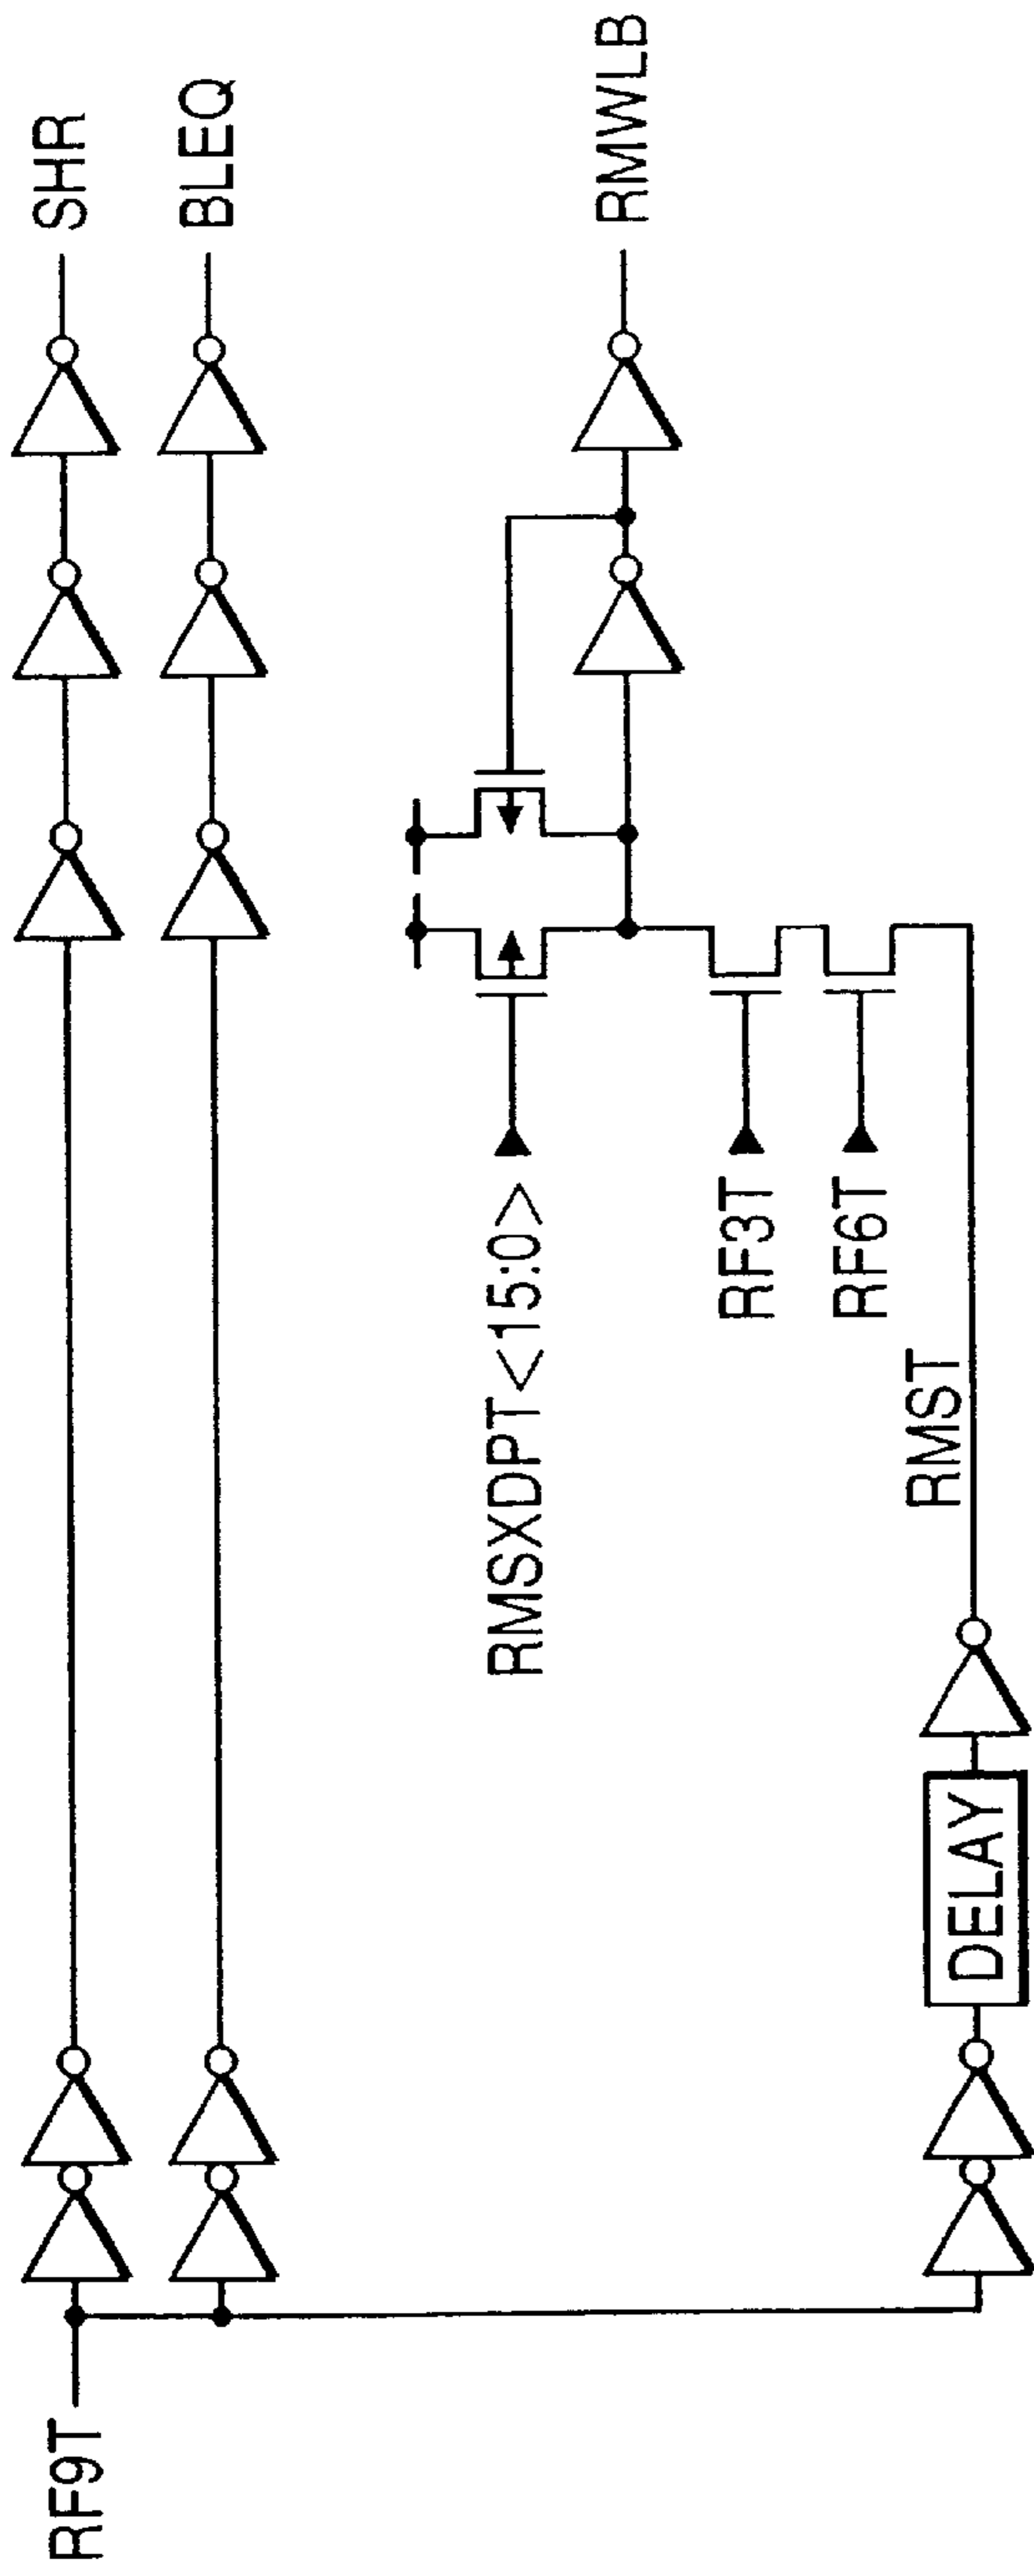 SHR
BLEQ
RMWLB
RMSXDPT<15:0>
RF3T
RF6T
RMST
DELAY
RF9T